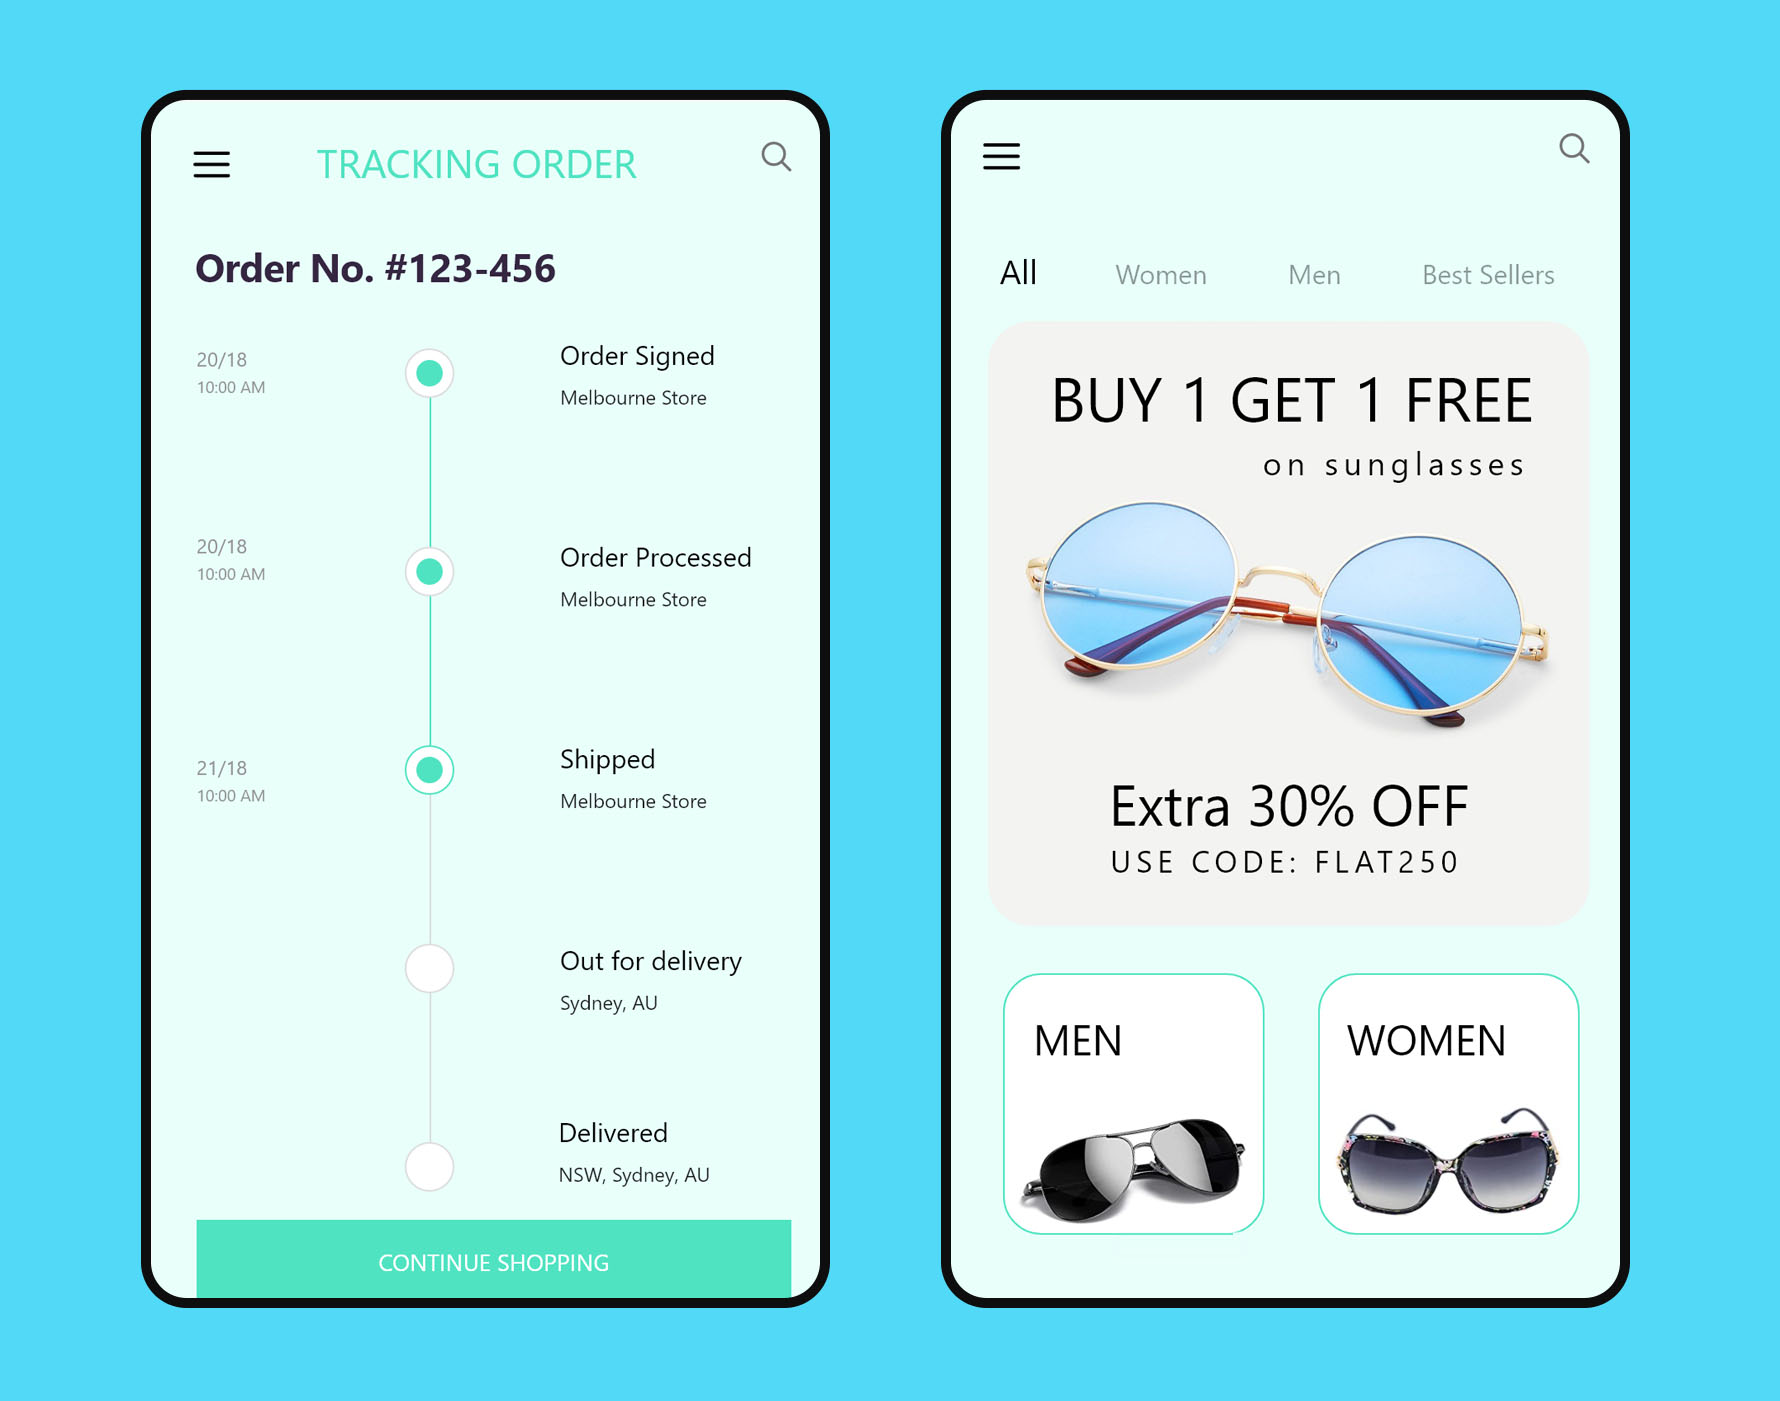 TRACKING ORDER
Order No. #123-456
20/18
10:00 AM
Order Signed
Melbourne Store
20/18
10:00 AM
Order Processed
Melbourne Store
21/18
10:00 AM
Shipped
Melbourne Store
Out for delivery
Sydney, AU
Delivered
NSW, Sydney, AU
CONTINUE SHOPPING
All Women Men Best Sellers
BUY 1 GET 1 FREE
on sunglasses
Extra 30% OFF
USE CODE: FLAT250
MEN
WOMEN